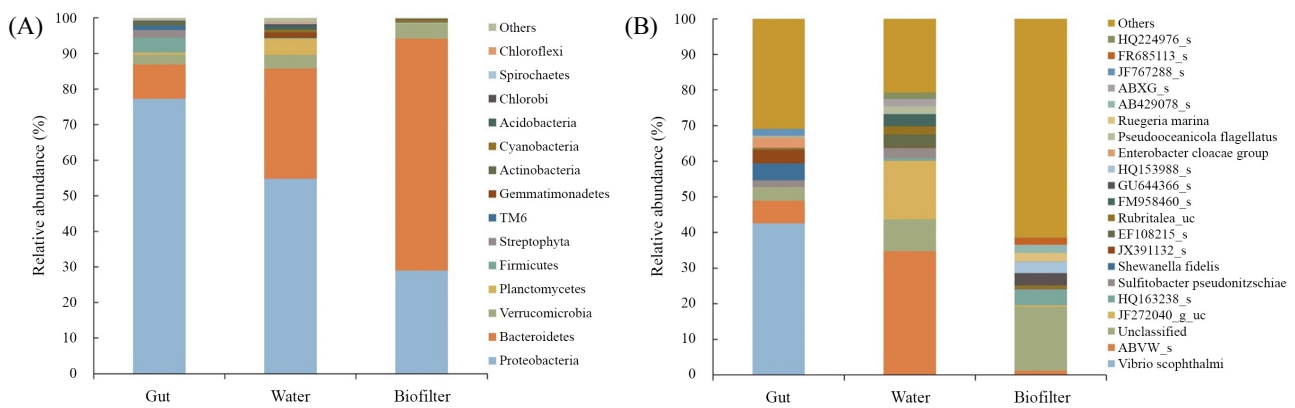 (A)
Relative abundance (%)
100
90
80
70
60
50
40
30
20
10
0
Gut
Water
Biofilter
Others
Chloroflexi
Spirochaetes
Chlorobi
Acidobacteria
Cyanobacteria
Actinobacteria
Gemmatimonadetes
TM6
Streptophyta
Firmicutes
Planctomycetes
Verrucomicrobia
Bacteroidetes
Proteobacteria
(B)
Relative abundance (%)
100
90
80
70
60
50
40
30
20
10
0
Gut
Water
Biofilter
Others
HQ224976_s
FR685113_s
JF767288_s
ABXG_s
AB429078_s
Ruegeria marina
Pseudooceanicola flagellatus
Enterobacter cloacae group
HQ153988_s
GU644366_s
FM958460_s
Rubritalea_uc
EF108215_s
JX391132_s
Shewanella fidelis
Sulfitobacter pseudonitzschiae
HQ163238_s
JF272040_g_uc
Unclassified
ABVW_s
Vibrio scophthalmi